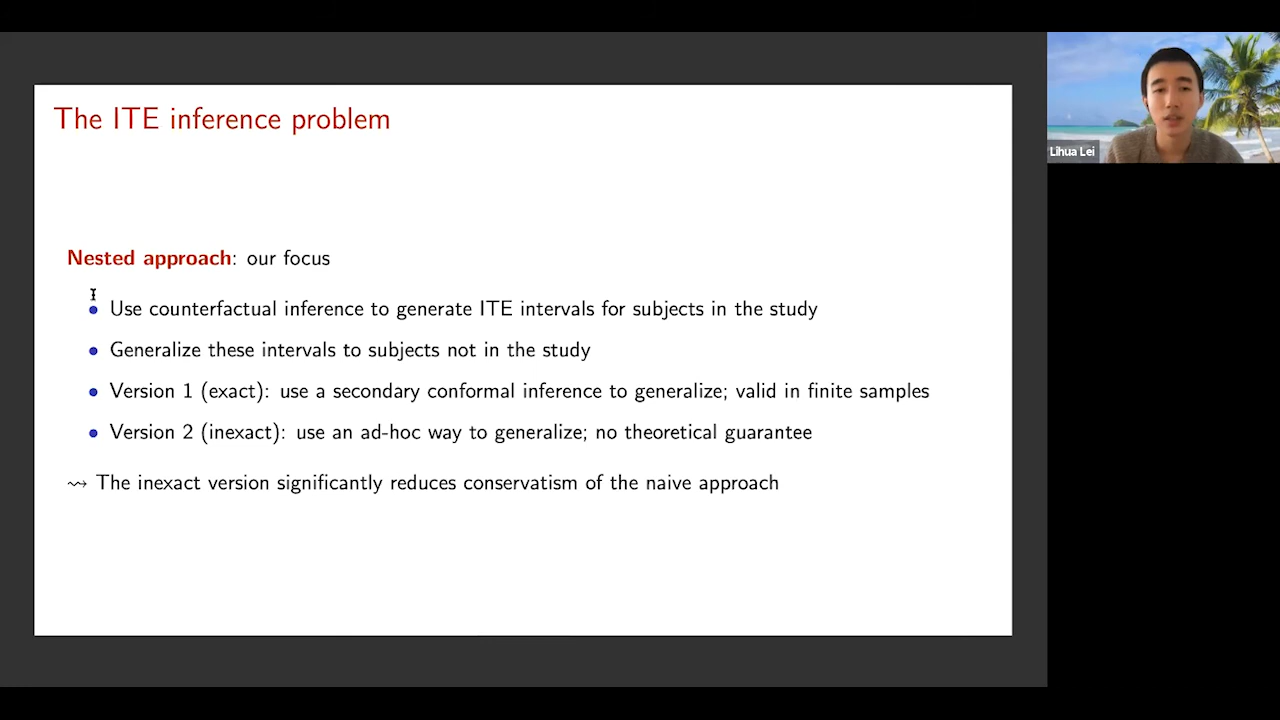 The ITE inference problem
Lihua Lei
Nested approach: our focus
• Use counterfactual inference to generate ITE intervals for subjects in the study
• Generalize these intervals to subjects not in the study
• Version 1 (exact): use a secondary conformal inference to generalize; valid in finite samples
• Version 2 (inexact): use an ad-hoc way to generalize; no theoretical guarantee
⇝ The inexact version significantly reduces conservatism of the naive approach